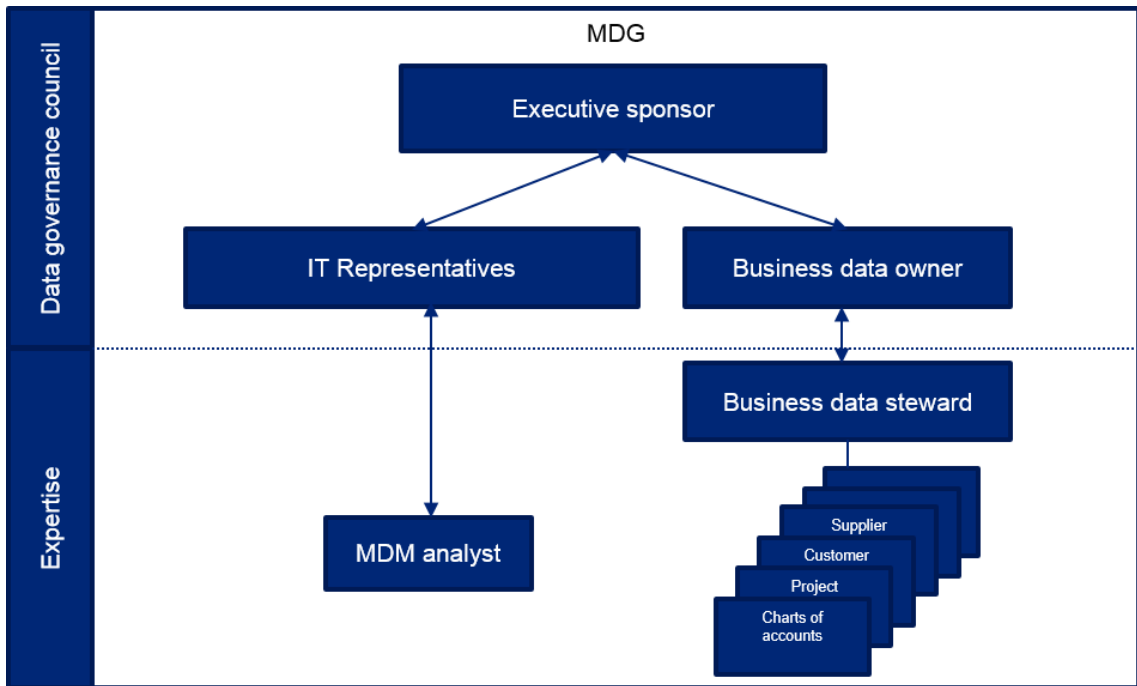 MDG
Data governance council
Executive sponsor
IT Representatives
Business data owner
Expertise
Business data steward
MDM analyst
Supplier
Customer
Project
Charts of
accounts